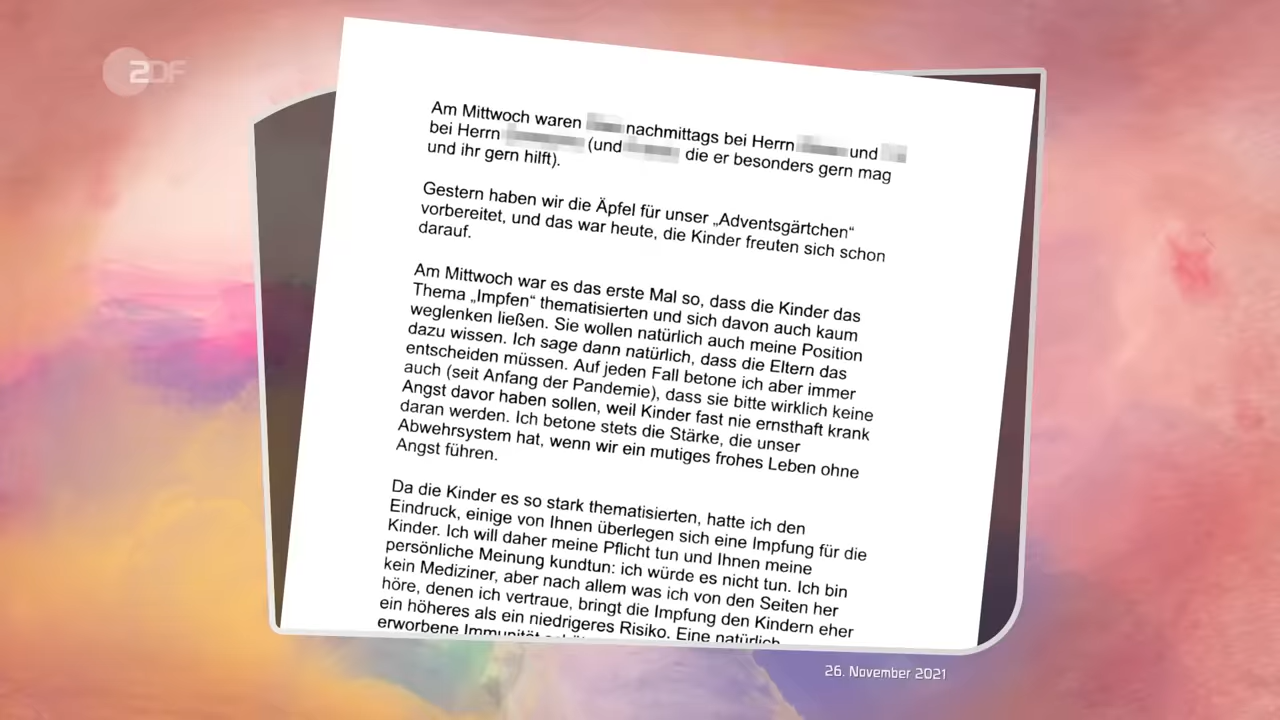 ZDF
Am Mittwoch waren nachmittags bei Herrn und
bei Herrn (und die er besonders gern mag
und ihr gern hilft).
Gestern haben wir die Äpfel für unser „Adventsgärtchen“
vorbereitet, und das war heute, die Kinder freuten sich schon
darauf.
Am Mittwoch war es das erste Mal so, dass die Kinder das
Thema „Impfen“ thematisierten und sich davon auch kaum
weglenken ließen. Sie wollen natürlich auch meine Position
dazu wissen. Ich sage dann natürlich, dass die Eltern das
entscheiden müssen. Auf jeden Fall betone ich aber immer
auch (seit Anfang der Pandemie), dass sie bitte wirklich keine
Angst davor haben sollen, weil Kinder fast nie ernsthaft krank
daran werden. Ich betone stets die Stärke, die unser
Abwehrsystem hat, wenn wir ein mutiges frohes Leben ohne
Angst führen.
Da die Kinder es so stark thematisierten, hatte ich den
Eindruck, einige von Ihnen überlegen sich eine Impfung für die
Kinder. Ich will daher meine Pflicht tun und Ihnen meine
persönliche Meinung kundtun: ich würde es nicht tun. Ich bin
kein Mediziner, aber nach allem was ich von den Seiten her
höre, denen ich vertraue, bringt die Impfung den Kindern eher
ein höheres als ein niedrigeres Risiko. Eine natürlich
erworbene Immunität
26. November 2021